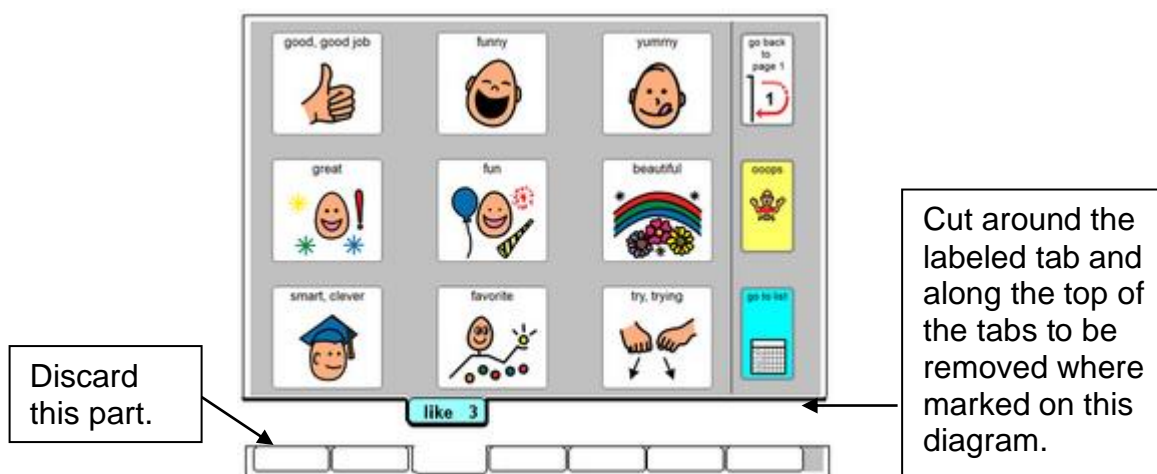 good, good job
funny
yummy
go back
to
page 1
1
great
fun
beautiful
ooops
smart, clever
favorite
try, trying
go to list
like 3
Discard
this part.
Cut around the
labeled tab and
along the top of
the tabs to be
removed where
marked on this
diagram.